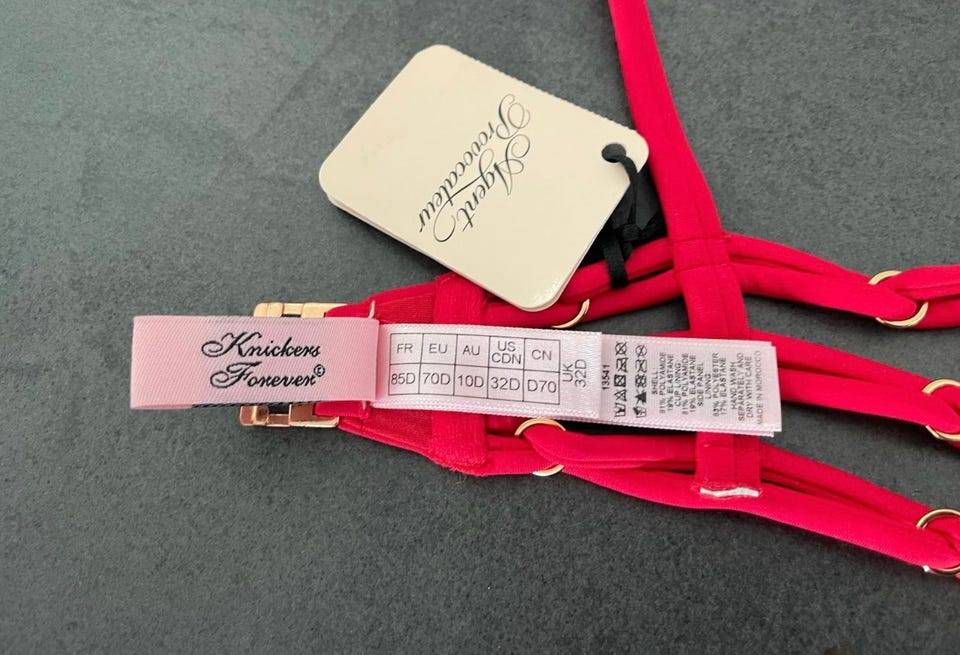 Agent
Provocateur
Knickers
Forever©
FR EU AU US CDN CN
85D 70D 10D 32D D70
UK
32D
13541
SHELL
81% POLYAMIDE
19% ELASTANE
CUP LINING
81% POLYAMIDE
19% ELASTANE
SIDE PANEL
LINING
83% POLYESTER
17% ELASTANE
HAND WASH
SEPARATELY AND
DRY WITH CARE
MADE IN MOROCCO